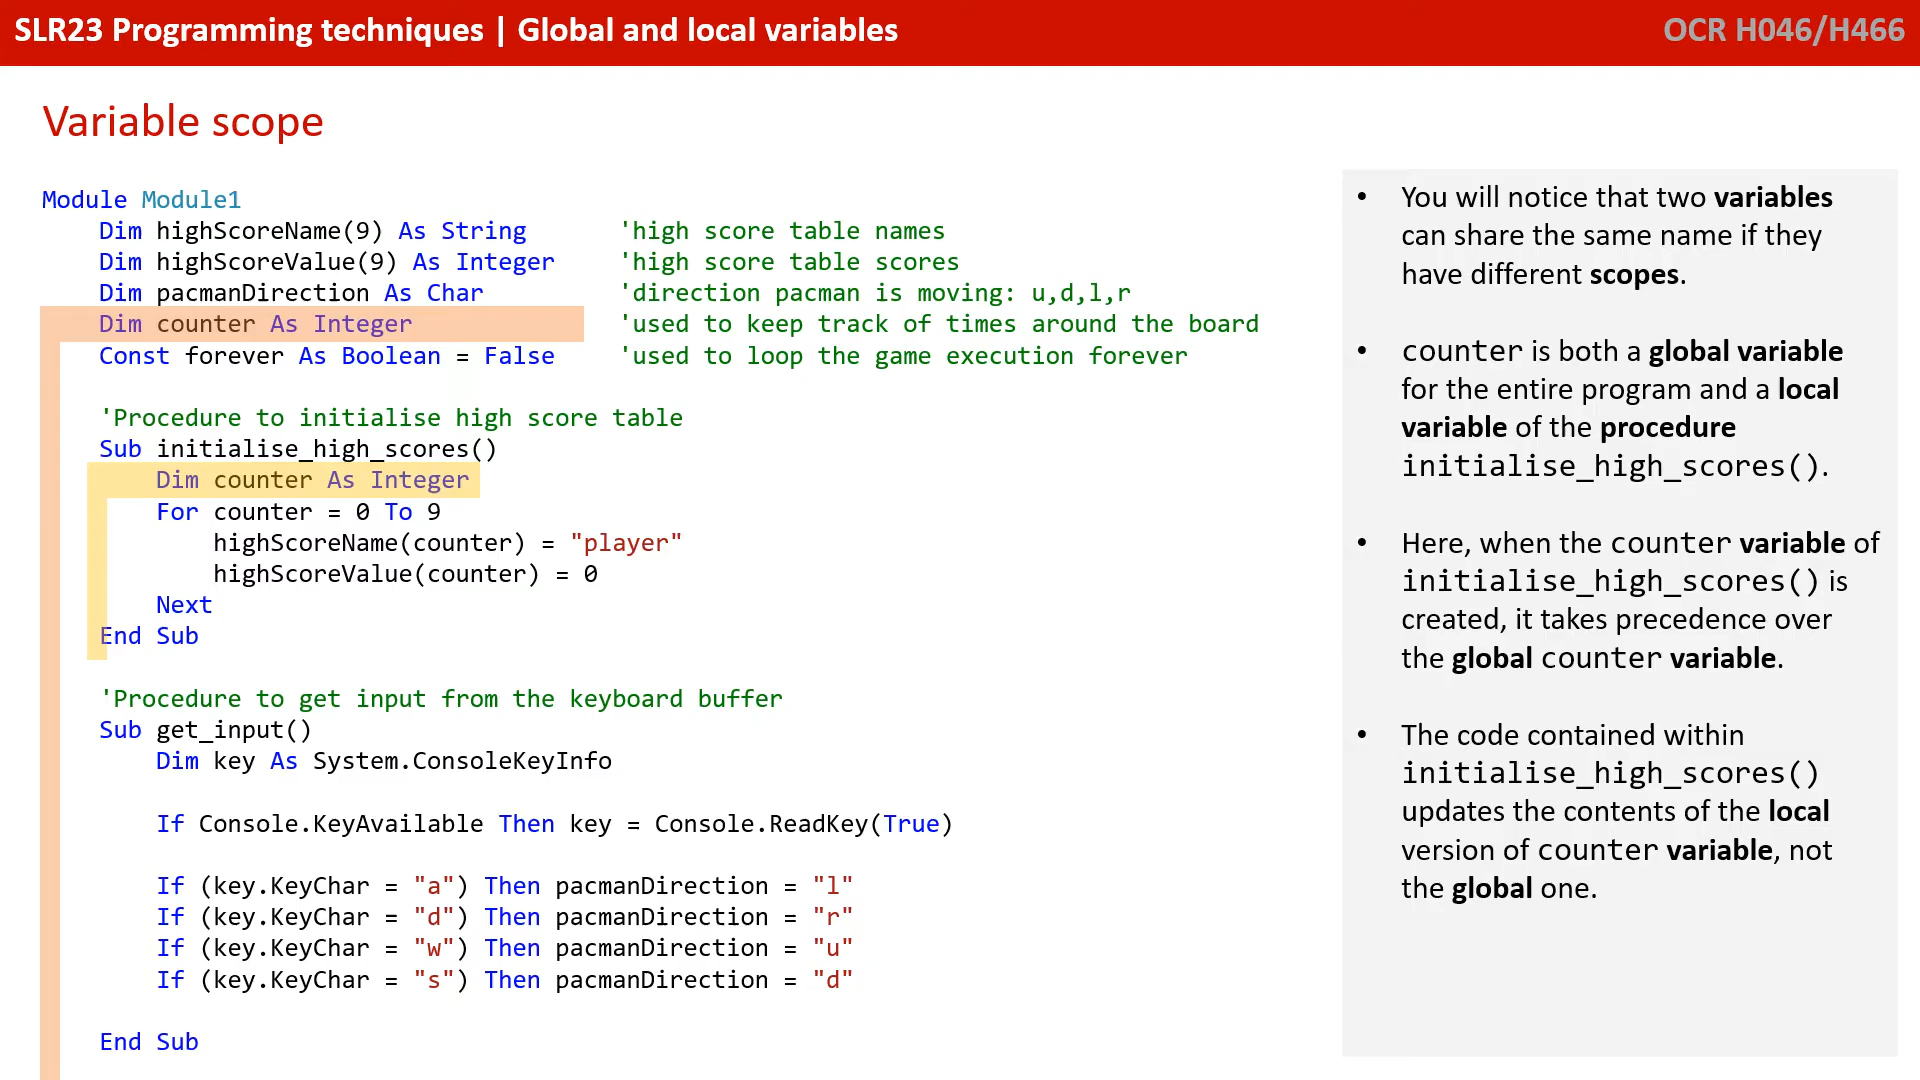 SLR23 Programming techniques | Global and local variables
OCR H046/H466
Variable scope
Module Module1
Dim highScoreName(9) As String 'high score table names
Dim highScoreValue(9) As Integer 'high score table scores
Dim pacmanDirection As Char 'direction pacman is moving: u,d,l,r
Dim counter As Integer 'used to keep track of times around the board
Const forever As Boolean = False 'used to loop the game execution forever
'Procedure to initialise high score table
Sub initialise_high_scores()
Dim counter As Integer
For counter = 0 To 9
highScoreName(counter) = "player"
highScoreValue(counter) = 0
Next
End Sub
'Procedure to get input from the keyboard buffer
Sub get_input()
Dim key As System.ConsoleKeyInfo
If Console.KeyAvailable Then key = Console.ReadKey(True)
If (key.KeyChar = "a") Then pacmanDirection = "l"
If (key.KeyChar = "d") Then pacmanDirection = "r"
If (key.KeyChar = "w") Then pacmanDirection = "u"
If (key.KeyChar = "s") Then pacmanDirection = "d"
End Sub
• You will notice that two variables
can share the same name if they
have different scopes.
• counter is both a global variable
for the entire program and a local
variable of the procedure
initialise_high_scores().
• Here, when the counter variable of
initialise_high_scores() is
created, it takes precedence over
the global counter variable.
• The code contained within
initialise_high_scores()
updates the contents of the local
version of counter variable, not
the global one.